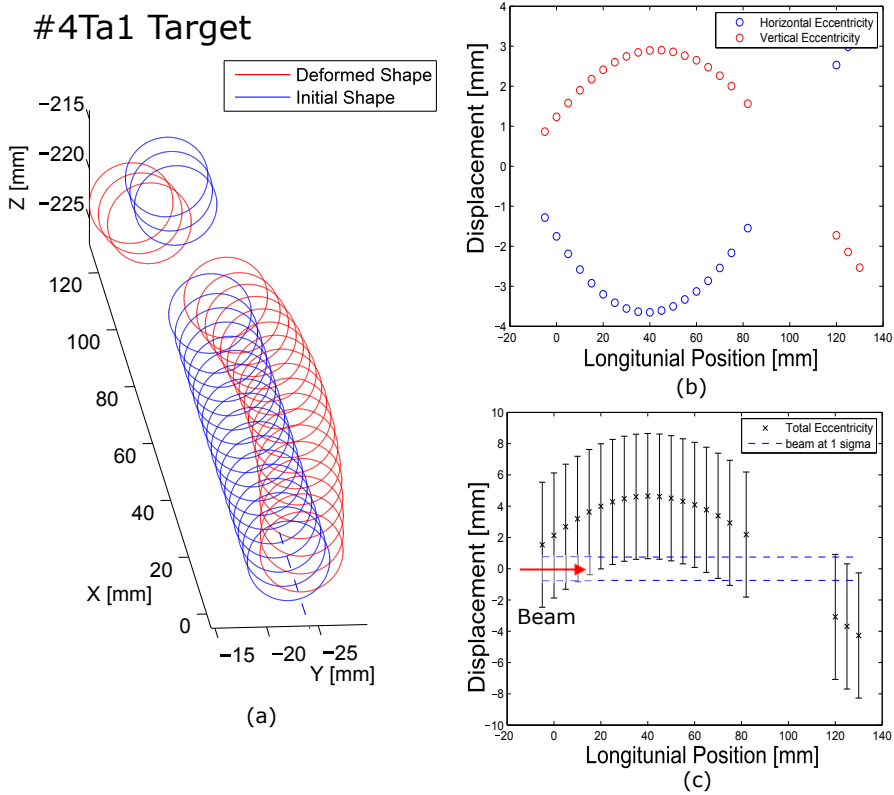 #4Ta1 Target
Deformed Shape
Initial Shape
−215
−220
−225
Z [mm]
120
100
80
60
40
20
0
X [mm]
−15
−20
−25
Y [mm]
(a)
Horizontal Eccentricity
Vertical Eccentricity
4
3
2
1
0
−1
−2
−3
−4
Displacement [mm]
−20
0
20
40
60
80
100
120
140
Longitunial Position [mm]
(b)
Total Eccentricity
beam at 1 sigma
10
8
6
4
2
0
−2
−4
−6
−8
−10
Displacement [mm]
Beam
−20
0
20
40
60
80
100
120
140
Longitunial Position [mm]
(c)